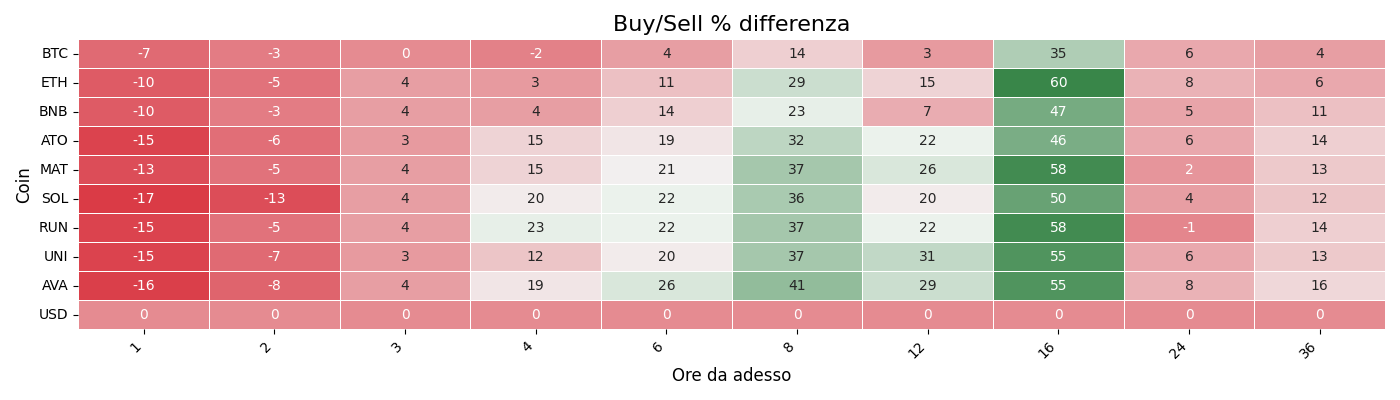 Buy/Sell % differenza
Coin
BTC -7 -3 0 -2 4 14 3 35 6 4
ETH -10 -5 4 3 11 29 15 60 8 6
BNB -10 -3 4 4 14 23 7 47 5 11
ATO -15 -6 3 15 19 32 22 46 6 14
MAT -13 -5 4 15 21 37 26 58 2 13
SOL -17 -13 4 20 22 36 20 50 4 12
RUN -15 -5 4 23 22 37 22 58 -1 14
UNI -15 -7 3 12 20 37 31 55 6 13
AVA -16 -8 4 19 26 41 29 55 8 16
USD 0 0 0 0 0 0 0 0 0 0
1 2 3 4 6 8 12 16 24 36
Ore da adesso